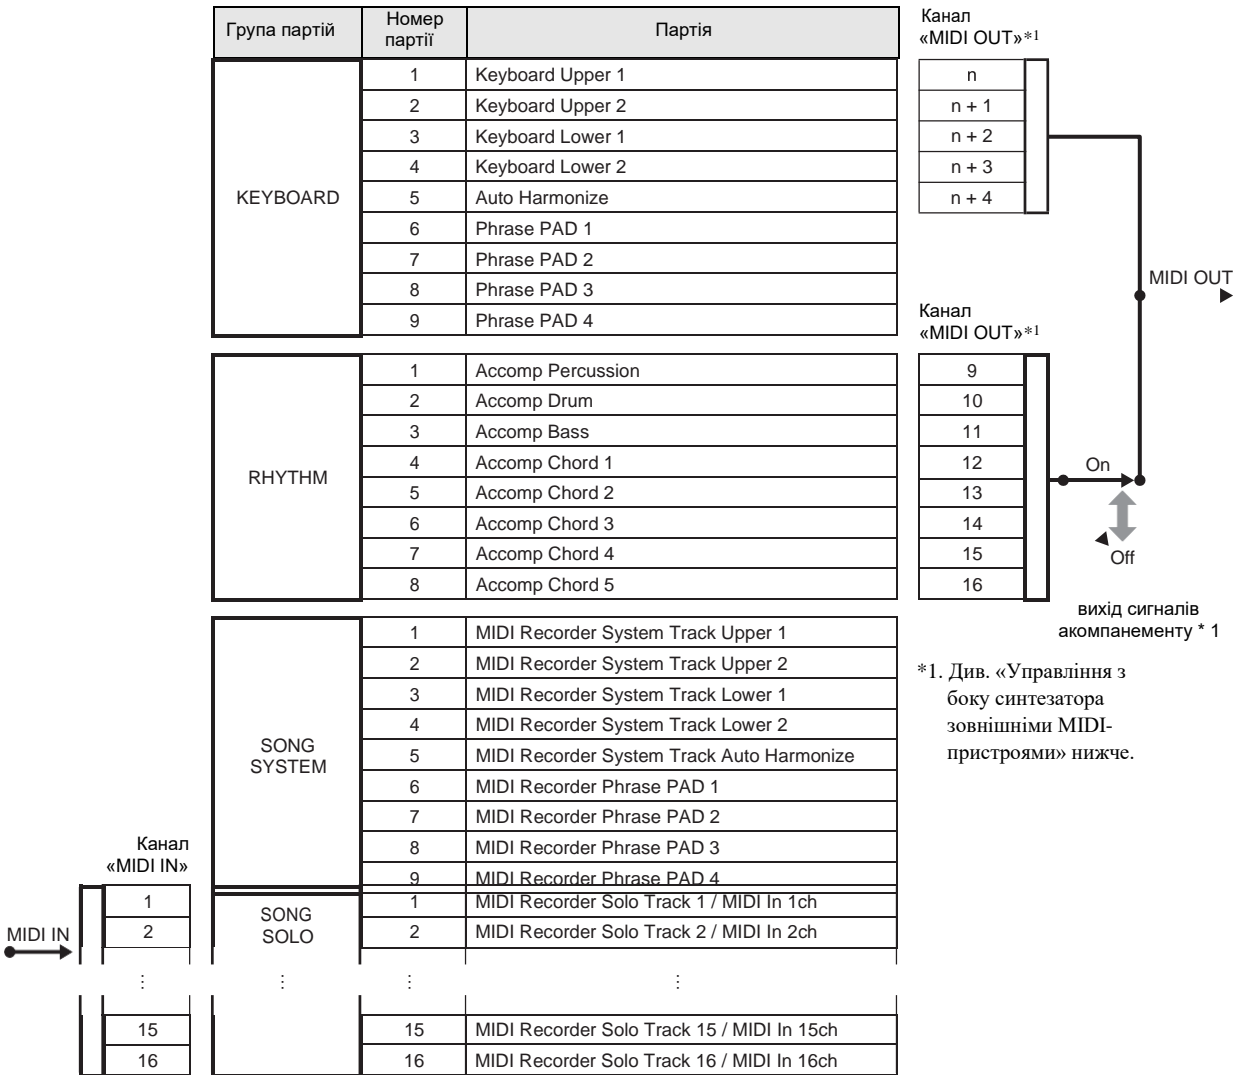 Група партій Номер партії Партія Канал «MIDI OUT»*1
KEYBOARD
1 Keyboard Upper 1 n
2 Keyboard Upper 2 n + 1
3 Keyboard Lower 1 n + 2
4 Keyboard Lower 2 n + 3
5 Auto Harmonize n + 4
6 Phrase PAD 1
7 Phrase PAD 2
8 Phrase PAD 3
9 Phrase PAD 4
MIDI OUT
Канал
«MIDI OUT»*1
RHYTHM
1 Accomp Percussion 9
2 Accomp Drum 10
3 Accomp Bass 11
4 Accomp Chord 1 12
5 Accomp Chord 2 13
6 Accomp Chord 3 14
7 Accomp Chord 4 15
8 Accomp Chord 5 16
On
Off
вихід сигналів
акомпанементу * 1
*1. Див. «Управління з
боку синтезатора
зовнішніми MIDI-
пристроями» нижче.
SONG
SYSTEM
1 MIDI Recorder System Track Upper 1
2 MIDI Recorder System Track Upper 2
3 MIDI Recorder System Track Lower 1
4 MIDI Recorder System Track Lower 2
5 MIDI Recorder System Track Auto Harmonize
6 MIDI Recorder Phrase PAD 1
7 MIDI Recorder Phrase PAD 2
8 MIDI Recorder Phrase PAD 3
9 MIDI Recorder Phrase PAD 4
Канал
«MIDI IN»
MIDI IN
SONG
SOLO
1 1 MIDI Recorder Solo Track 1 / MIDI In 1ch
2 2 MIDI Recorder Solo Track 2 / MIDI In 2ch
⋮ ⋮ ⋮ ⋮
15 15 MIDI Recorder Solo Track 15 / MIDI In 15ch
16 16 MIDI Recorder Solo Track 16 / MIDI In 16ch